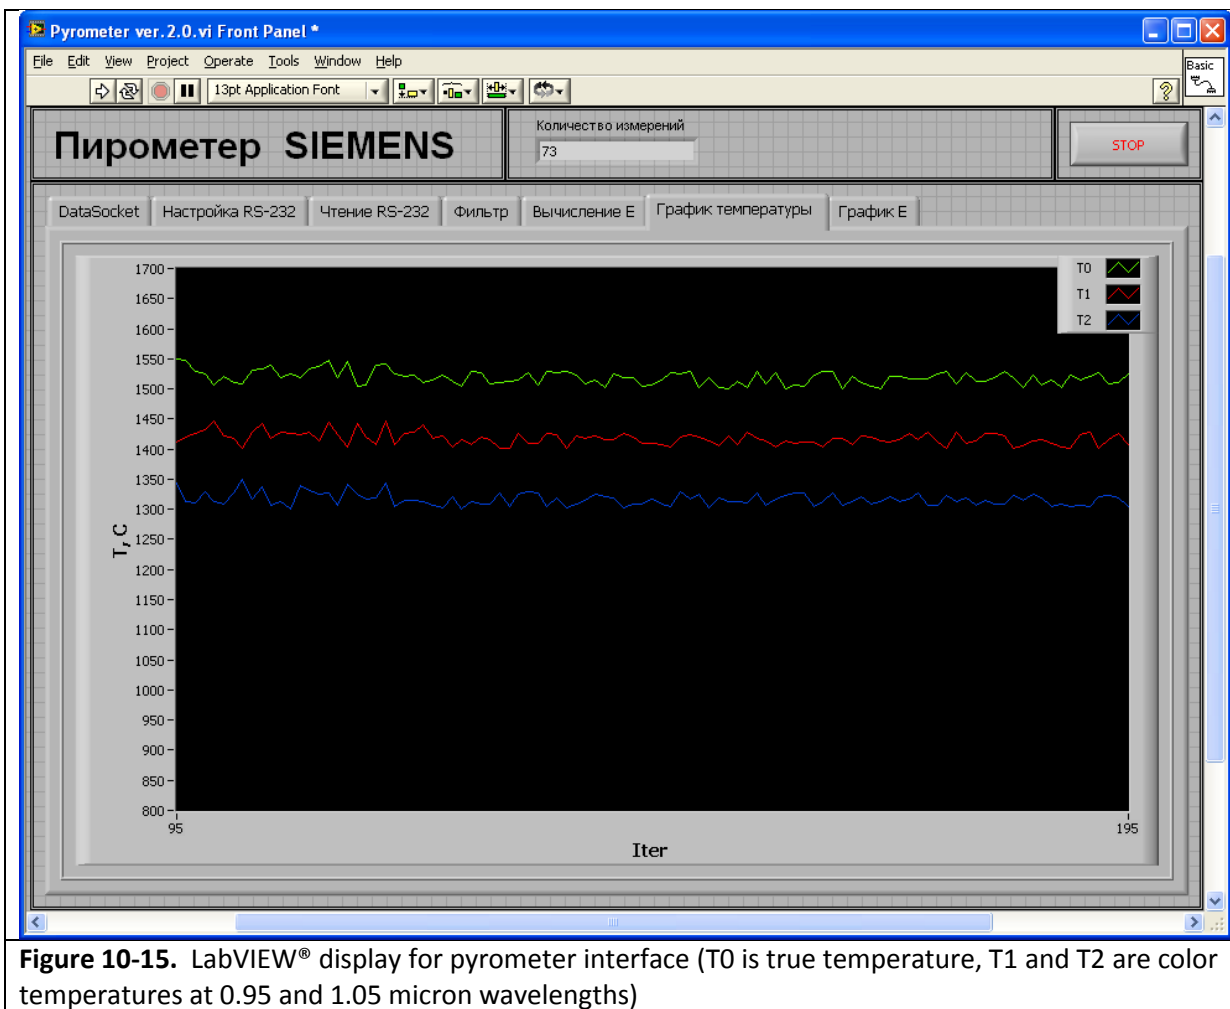 Pyrometer ver.2.0.vi Front Panel *
File Edit View Project Operate Tools Window Help
13pt Application Font
Basic
Пирометер SIEMENS
Количество измерений
73
STOP
DataSocket Настройка RS-232 Чтение RS-232 Фильтр Вычисление E График температуры График E
T0
T1
T2
1700
1650
1600
1550
1500
1450
1400
1350
1300
1250
1200
1150
1100
1050
1000
950
900
850
800
T, C
95 195
Iter
Figure 10-15. LabVIEW® display for pyrometer interface (T0 is true temperature, T1 and T2 are color
temperatures at 0.95 and 1.05 micron wavelengths)